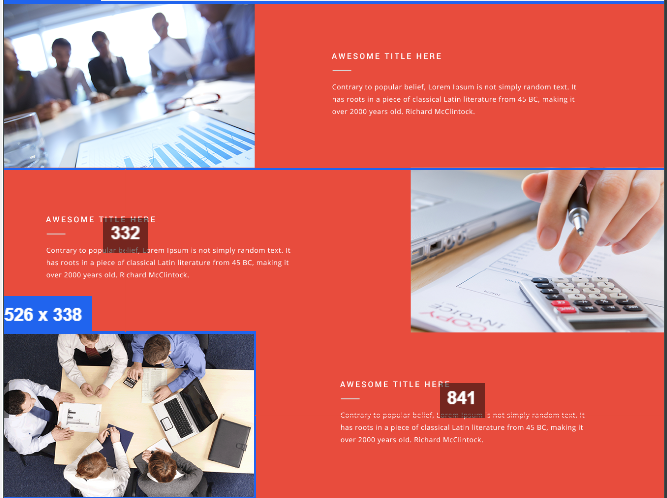 AWESOME TITLE HERE
Contrary to popular belief, Lorem Ipsum is not simply random text. It
has roots in a piece of classical Latin literature from 45 BC, making it
over 2000 years old. Richard McClintock.
AWESOME TITLE HERE
332
Contrary to popular belief, Lorem Ipsum is not simply random text. It
has roots in a piece of classical Latin literature from 45 BC, making it
over 2000 years old. Richard McClintock.
COPY
INVOICE
526 x 338
AWESOME TITLE HERE
841
Contrary to popular belief, Lorem Ipsum is not simply random text. It
has roots in a piece of classical Latin literature from 45 BC, making it
over 2000 years old. Richard McClintock.